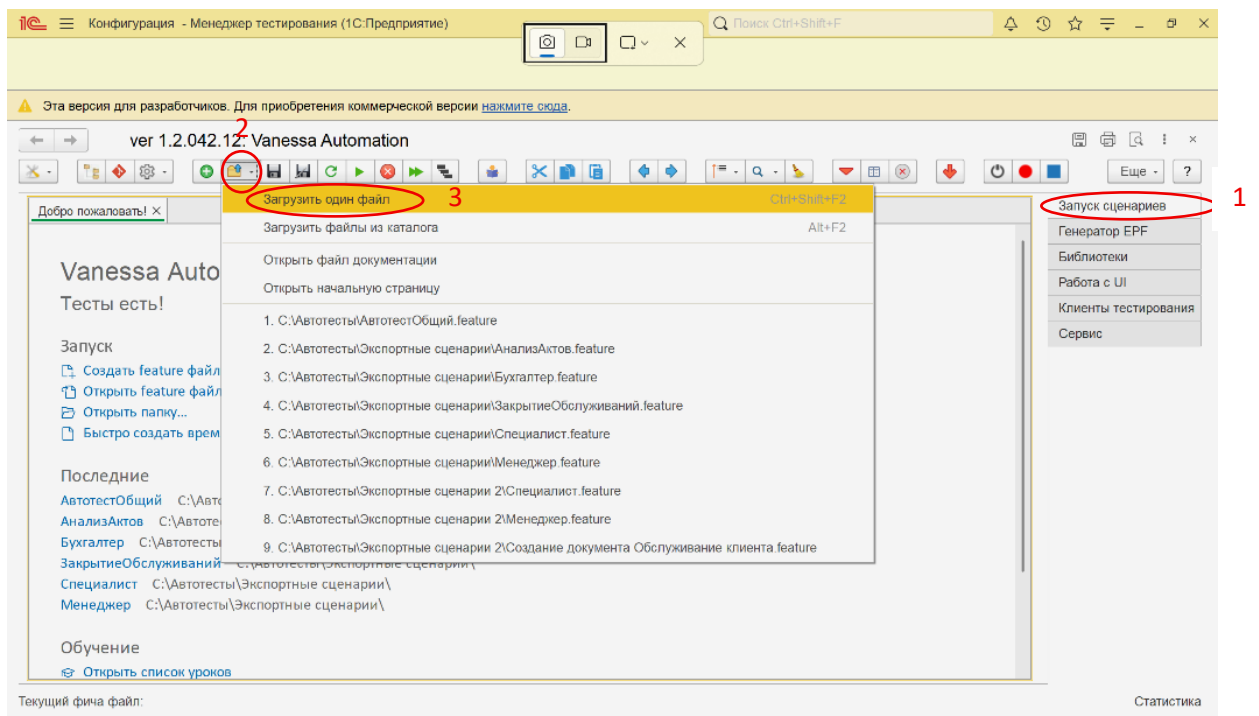 1С Конфигурация - Менеджер тестирования (1С:Предприятие) Поиск Ctrl+Shift+F
Эта версия для разработчиков. Для приобретения коммерческой версии нажмите сюда.
2
ver 1.2.042.12: Vanessa Automation
Еще ?
Загрузить один файл Ctrl+Shift+F2
3
Загрузить файлы из каталога Alt+F2
Открыть файл документации
Открыть начальную страницу
1. C:\Автотесты\АвтотестОбщий.feature
2. C:\Автотесты\Экспортные сценарии\АнализАктов.feature
3. C:\Автотесты\Экспортные сценарии\Бухгалтер.feature
4. C:\Автотесты\Экспортные сценарии\ЗакрытиеОбслуживаний.feature
5. C:\Автотесты\Экспортные сценарии\Специалист.feature
6. C:\Автотесты\Экспортные сценарии\Менеджер.feature
7. C:\Автотесты\Экспортные сценарии 2\Специалист.feature
8. C:\Автотесты\Экспортные сценарии 2\Менеджер.feature
9. C:\Автотесты\Экспортные сценарии 2\Создание документа Обслуживание клиента.feature
1
Запуск сценариев
Генератор EPF
Библиотеки
Работа с UI
Клиенты тестирования
Сервис
Добро пожаловать! ×
Vanessa Auto
Тесты есть!
Запуск
Создать feature файл
Открыть feature файл
Открыть папку...
Быстро создать врем
Последние
АвтотестОбщий C:\Авто
АнализАктов C:\Автоте
Бухгалтер C:\Автотесты
ЗакрытиеОбслуживаний C:\Автотесты\Экспортные сценарии\
Специалист C:\Автотесты\Экспортные сценарии\
Менеджер C:\Автотесты\Экспортные сценарии\
Обучение
Открыть список уроков
Текущий фича файл: Статистика